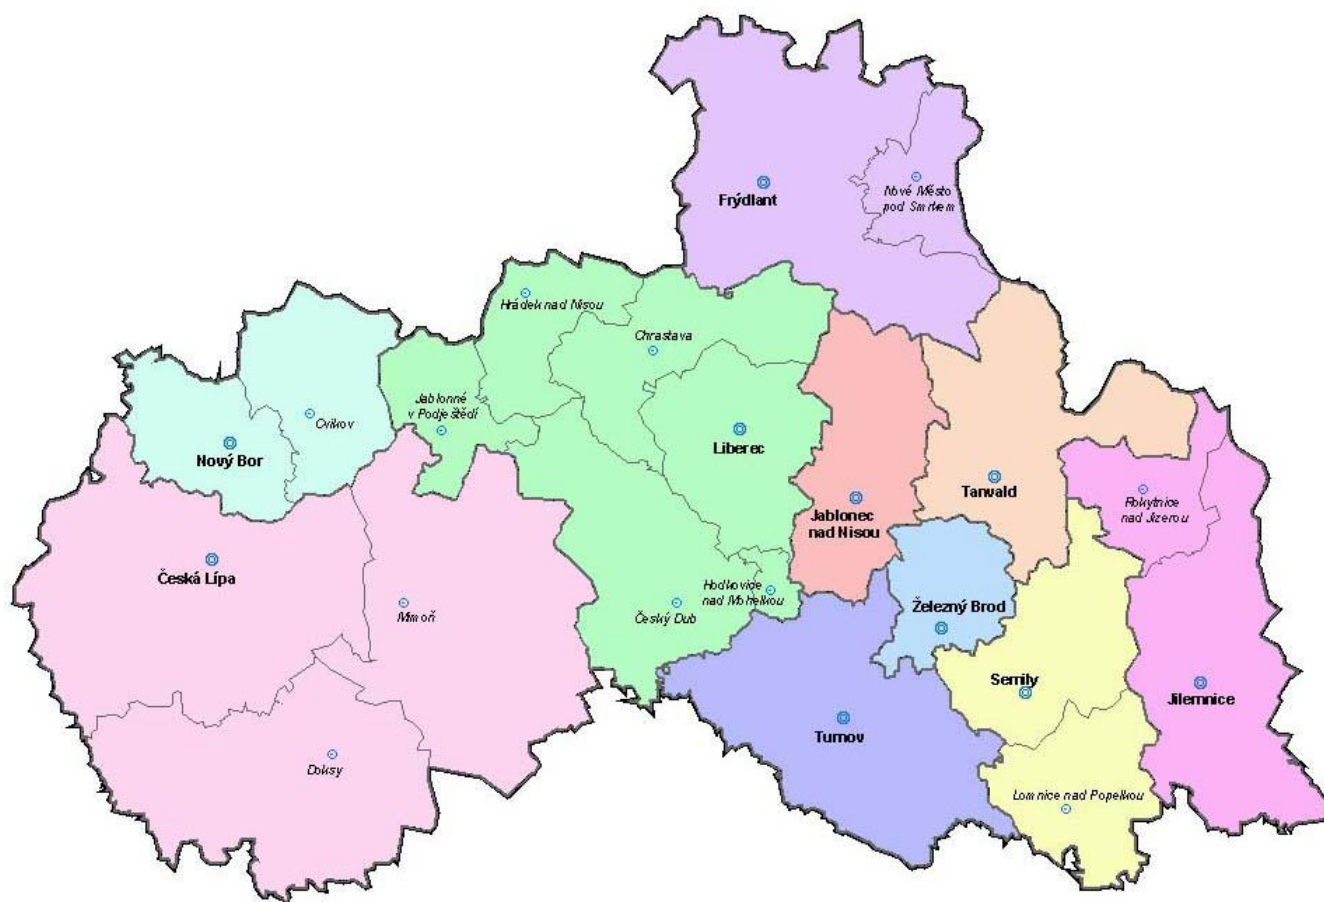 Frýdlant
Nové Město
pod Smrkem
Hrádek nad Nisou
Chrastava
Jablonné
v Podještědí
Cvikov
Nový Bor
Liberec
Tanvald
Rokytnice
nad Jizerou
Jablonec
nad Nisou
Česká Lípa
Mimoň
Hodkovice
nad Mohelkou
Český Dub
Železný Brod
Semily
Jilemnice
Turnov
Doksy
Lomnice nad Popelkou